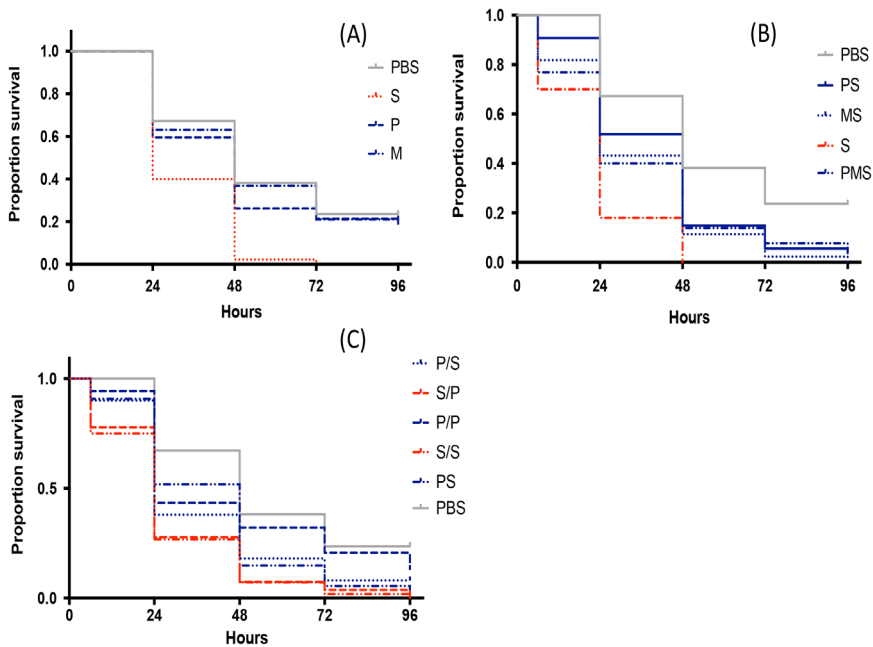 (A)
Proportion survival
1.0
0.8
0.6
0.4
0.2
0.0
0 24 48 72 96
Hours
PBS
S
P
M
(B)
Proportion survival
1.0
0.8
0.6
0.4
0.2
0.0
0 24 48 72 96
Hours
PBS
PS
MS
S
PMS
(C)
Proportion survival
1.0
0.5
0.0
0 24 48 72 96
Hours
P/S
S/P
P/P
S/S
PS
PBS